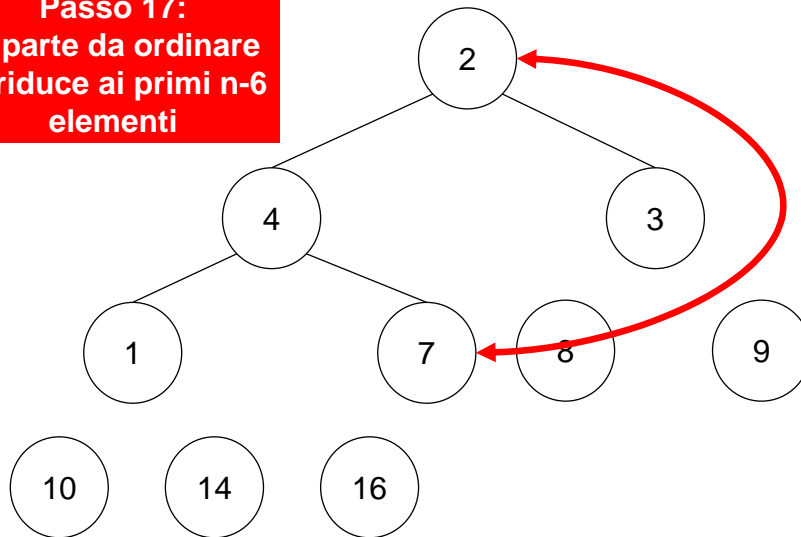 Passo 17:
parte da ordinare
riduce ai primi n-6
elementi
2
4
3
1
7
8
9
10
14
16